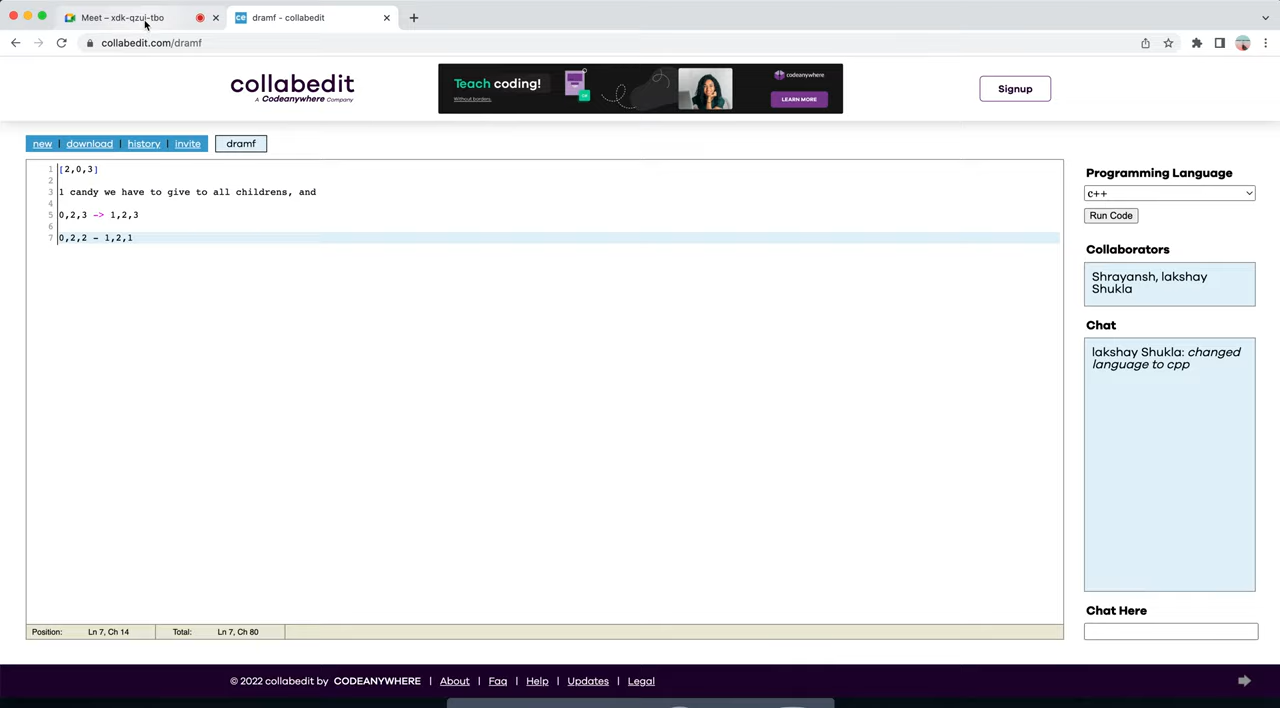 Meet – xdk-qzui-tbo
dramf - collabedit
collabedit.com/dramf
collabedit
A Codeanywhere Company
Teach coding!
Without borders.
codeanywhere
LEARN MORE
Signup
new | download | history | invite
dramf
1 [2,0,3]
2
3 1 candy we have to give to all childrens, and
4
5 0,2,3 -> 1,2,3
6
7 0,2,2 - 1,2,1
Programming Language
c++
Run Code
Collaborators
Shrayansh, lakshay
Shukla
Chat
lakshay Shukla: changed
language to cpp
Chat Here
Position: Ln 7, Ch 14 Total: Ln 7, Ch 80
© 2022 collabedit by CODEANYWHERE | About | Faq | Help | Updates | Legal